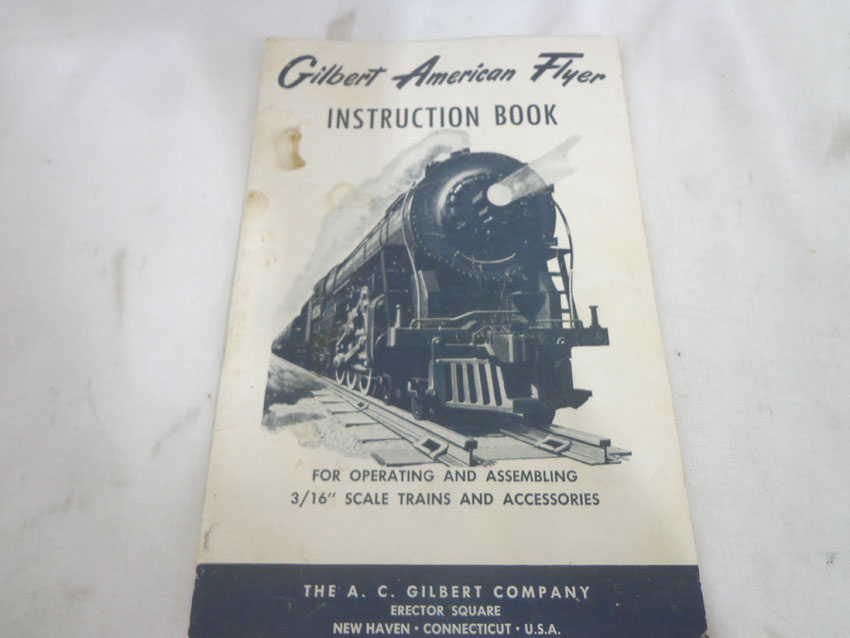 Gilbert American Flyer
INSTRUCTION BOOK
FOR OPERATING AND ASSEMBLING
3/16" SCALE TRAINS AND ACCESSORIES
THE A. C. GILBERT COMPANY
ERECTOR SQUARE
NEW HAVEN • CONNECTICUT • U.S.A.